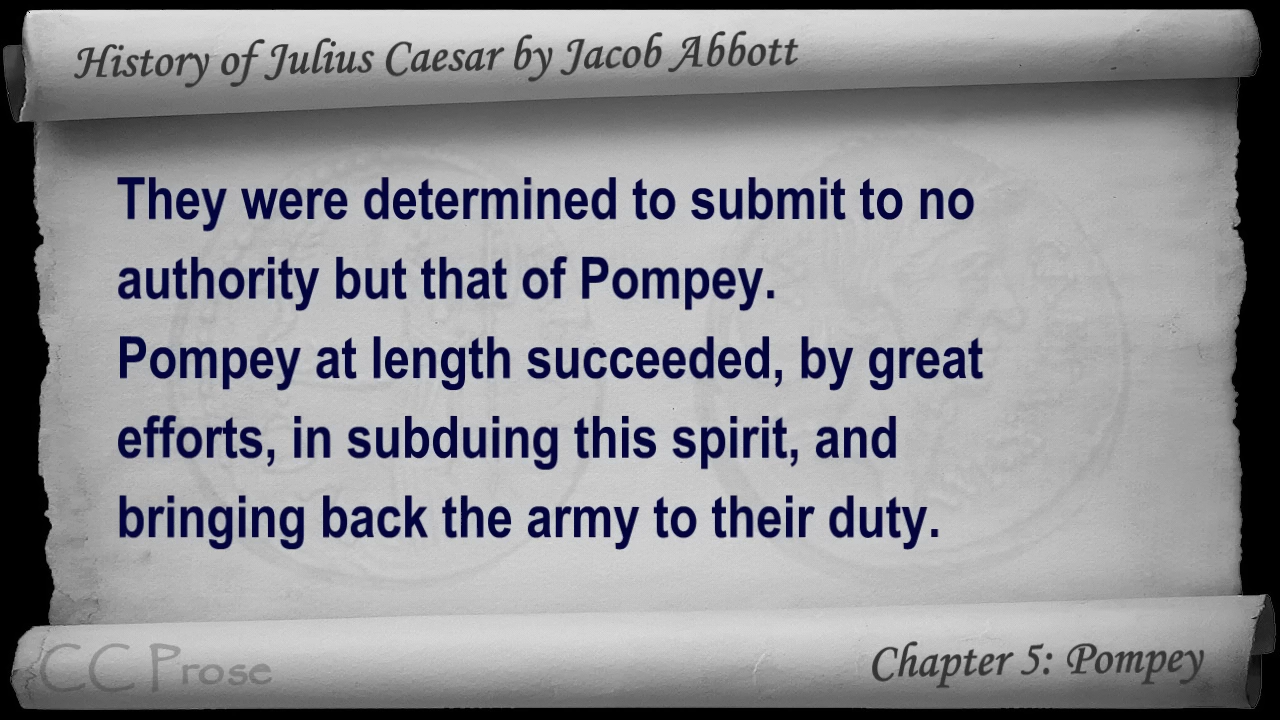 History of Julius Caesar by Jacob Abbott
They were determined to submit to no
authority but that of Pompey.
Pompey at length succeeded, by great
efforts, in subduing this spirit, and
bringing back the army to their duty.
CC Prose
Chapter 5: Pompey